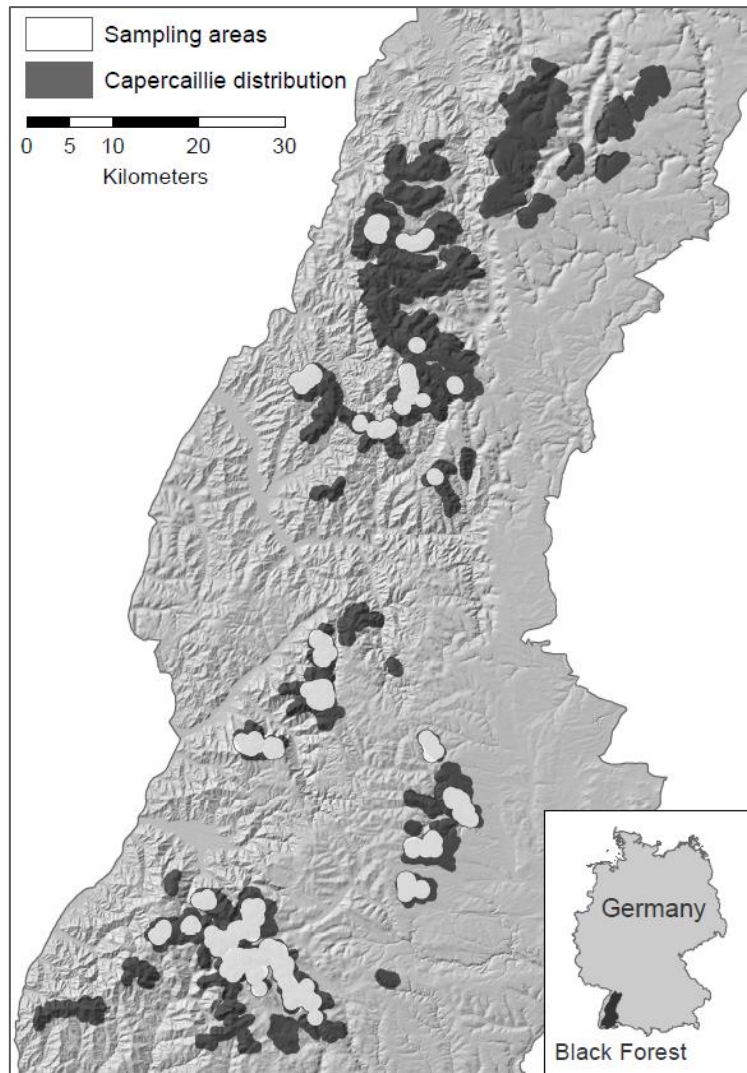 Sampling areas
Capercaillie distribution
0 5 10 20 30
Kilometers
Germany
Black Forest